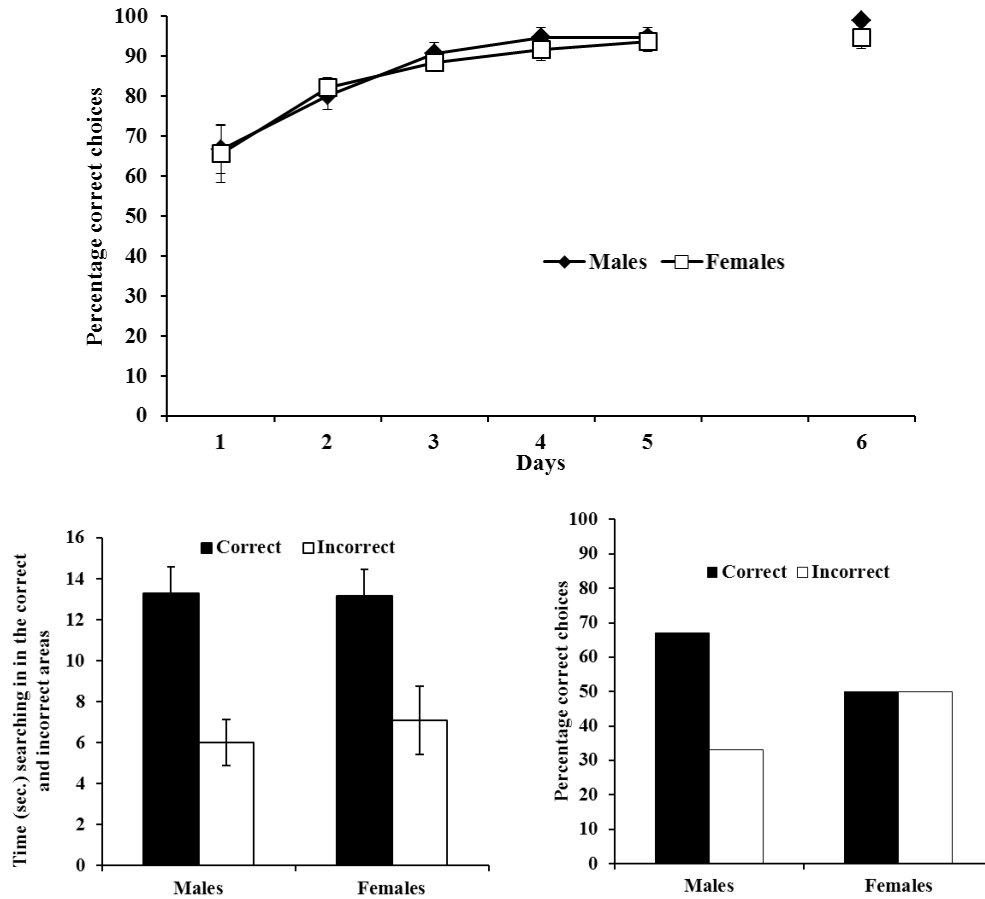 100
90
80
70
60
50
40
30
20
10
0
Percentage correct choices
Males Females
1 2 3 4 5 6
Days
16
14
12
10
8
6
4
2
0
Time (sec.) searching in in the correct
and incorrect areas
Correct Incorrect
Males Females
100
90
80
70
60
50
40
30
20
10
0
Percentage correct choices
Correct Incorrect
Males Females